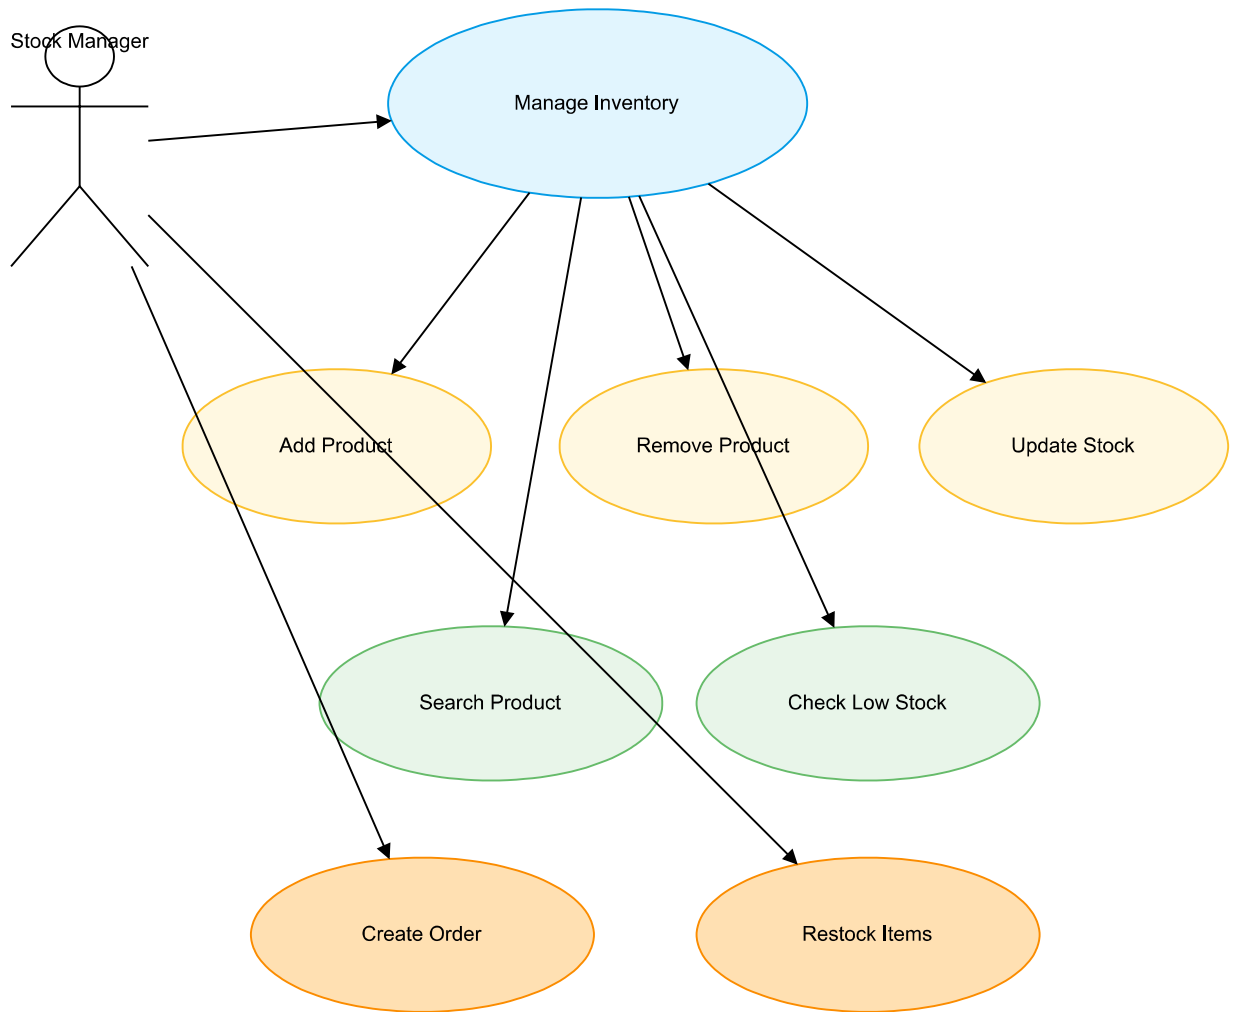 Stock Manager
Manage Inventory
Add Product
Remove Product
Update Stock
Search Product
Check Low Stock
Create Order
Restock Items